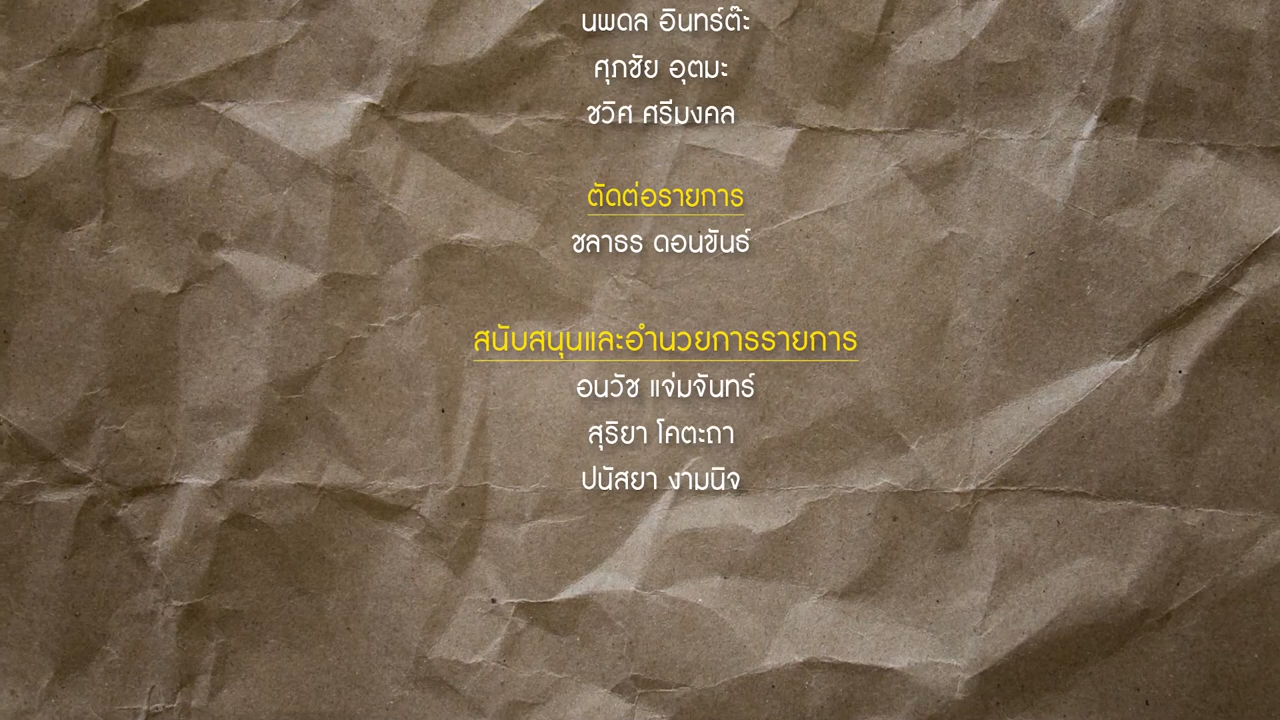 นพดล อินทร์ต๊ะ
ศุภชัย อุตมะ
ชวิศ ศรีมงคล
ตัดต่อรายการ
ชลาธร ดอนขันธ์
สนับสนุนและอำนวยการรายการ
อนวัช แจ่มจันทร์
สุริยา โคตะถา
ปนัสยา งามนิจ